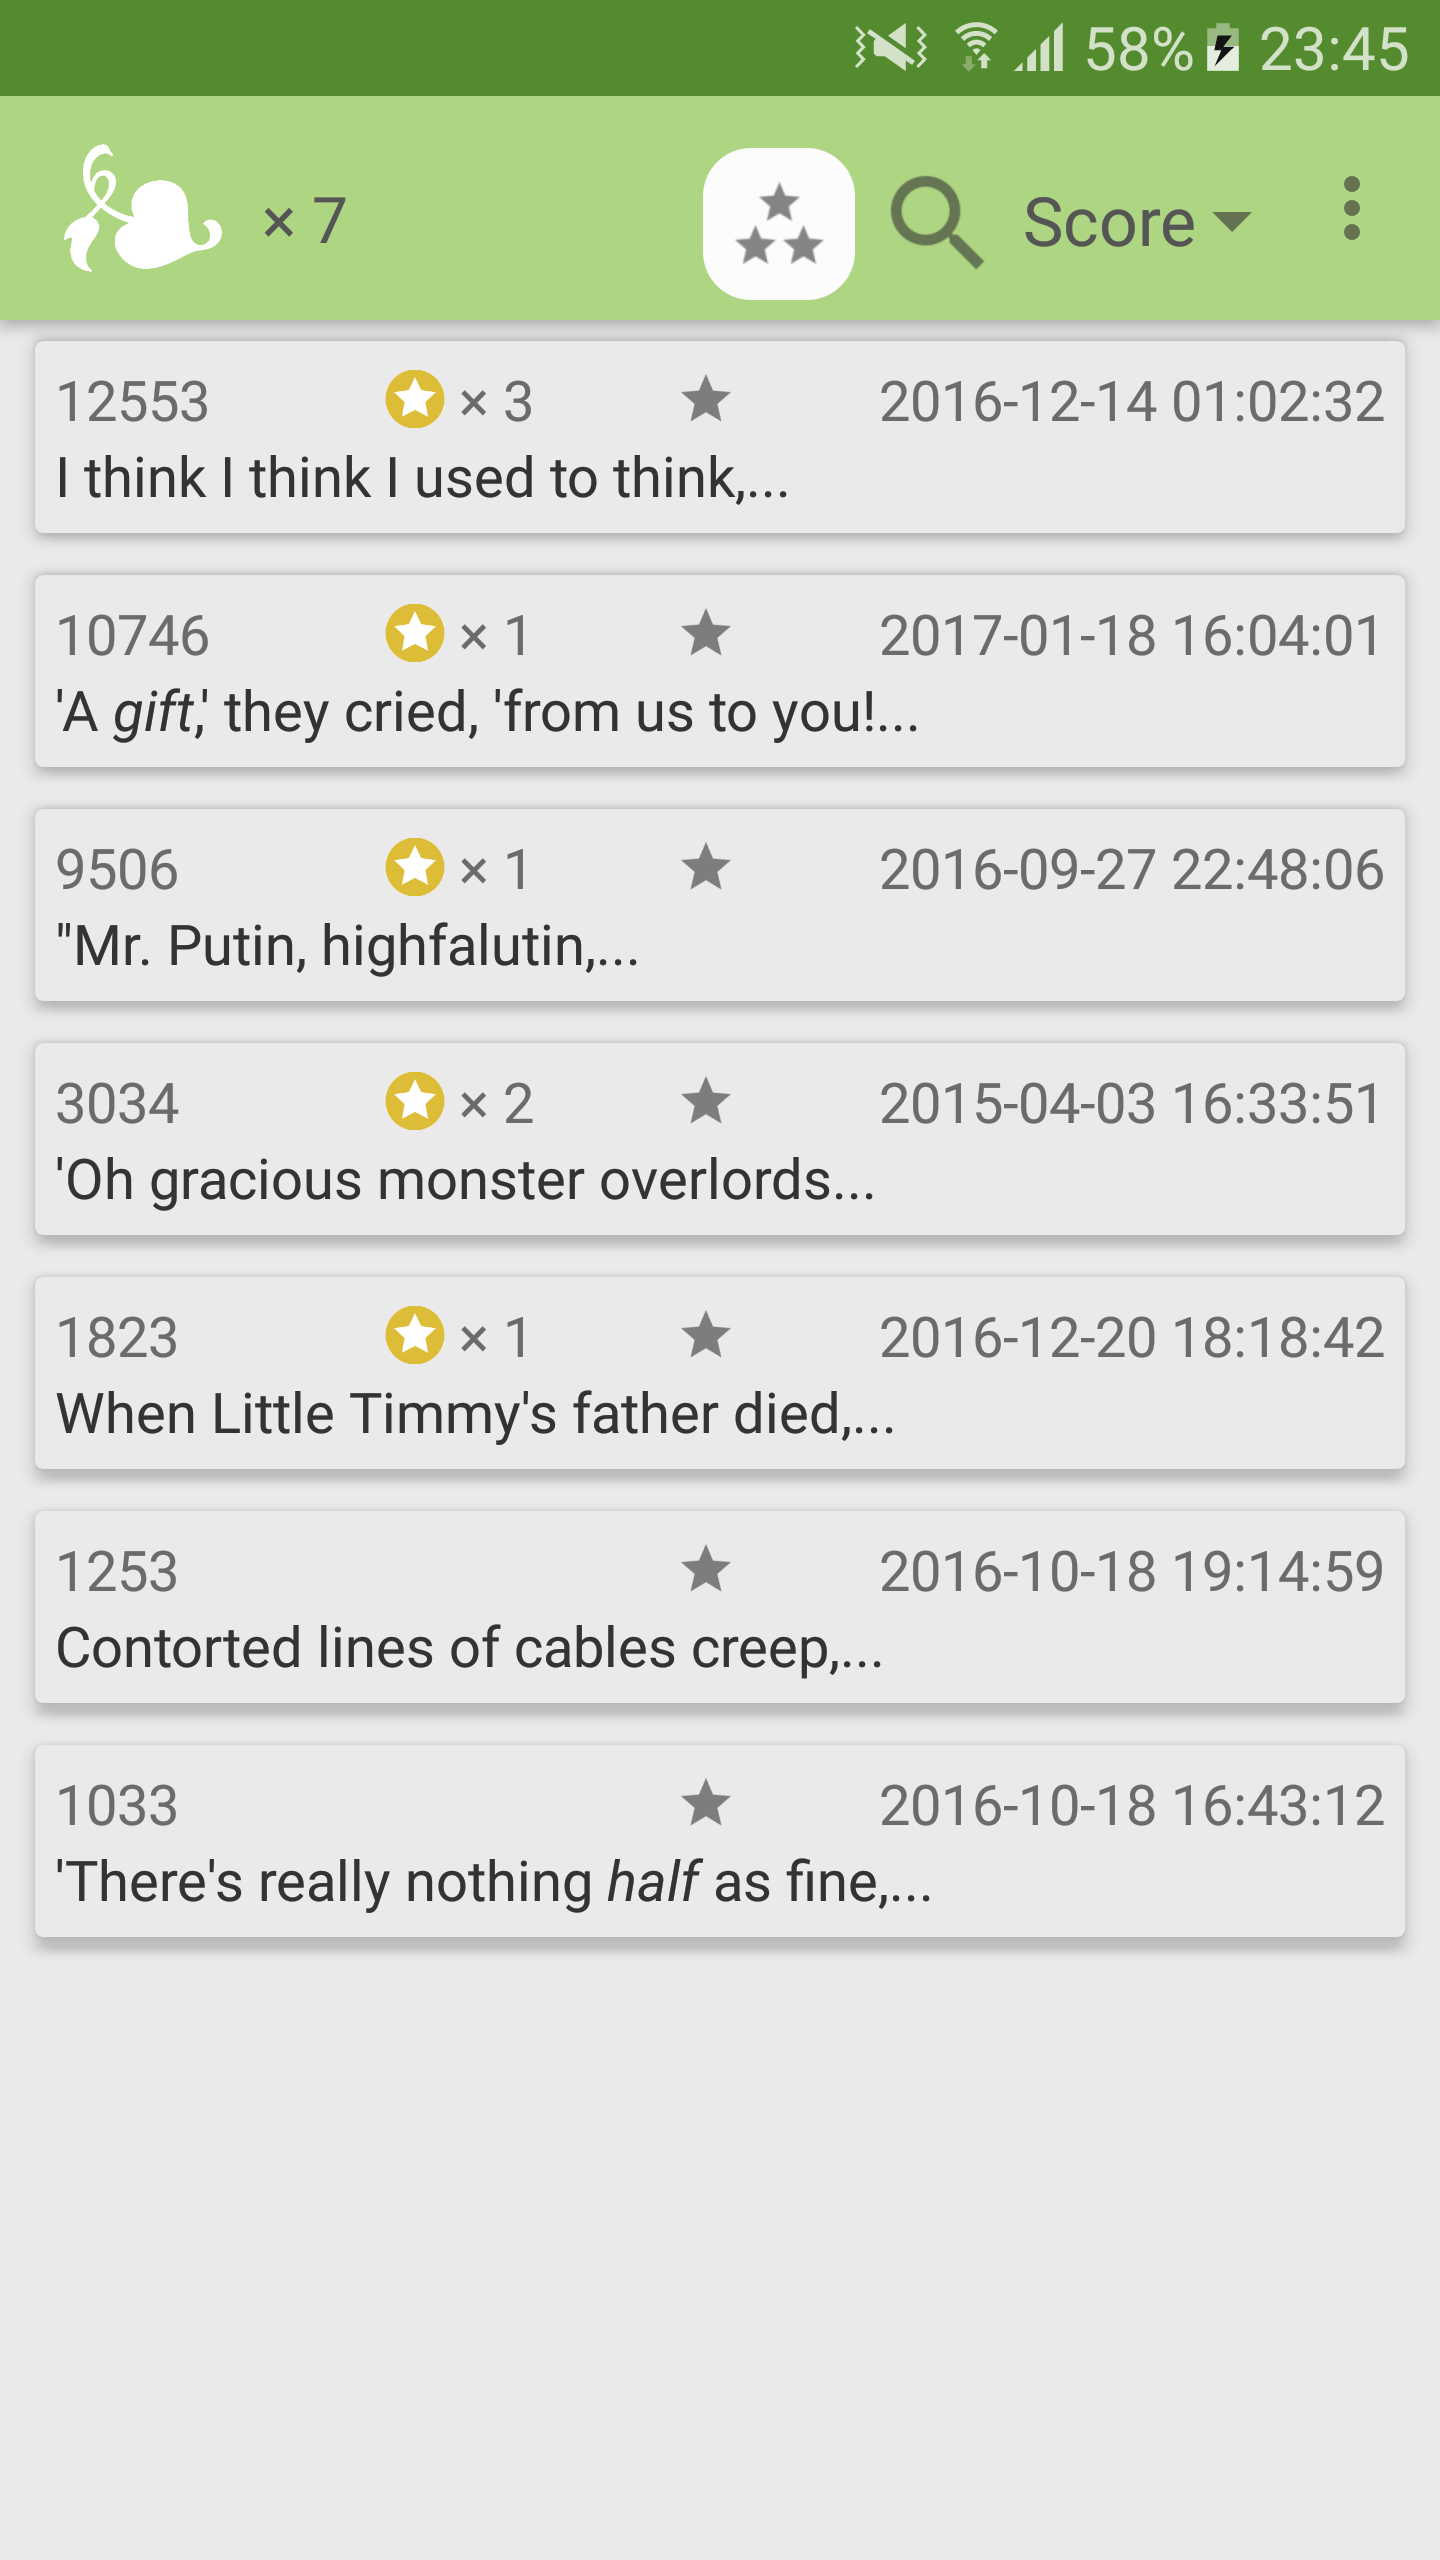 58% 23:45
× 7 Score
12553 × 3 2016-12-14 01:02:32
I think I think I used to think,...
10746 × 1 2017-01-18 16:04:01
'A gift,' they cried, 'from us to you!...
9506 × 1 2016-09-27 22:48:06
"Mr. Putin, highfalutin,...
3034 × 2 2015-04-03 16:33:51
'Oh gracious monster overlords...
1823 × 1 2016-12-20 18:18:42
When Little Timmy's father died,...
1253 2016-10-18 19:14:59
Contorted lines of cables creep,...
1033 2016-10-18 16:43:12
'There's really nothing half as fine,...